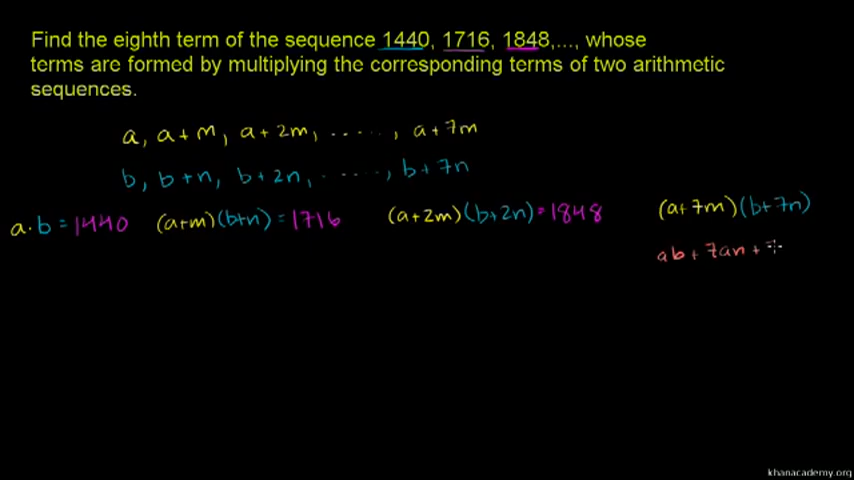 Find the eighth term of the sequence 1440, 1716, 1848,..., whose
terms are formed by multiplying the corresponding terms of two arithmetic
sequences.
a, a+m, a+2m, ....., a+7m
b, b+n, b+2n, ....., b+7n
a·b = 1440 (a+m)(b+n) = 1716 (a+2m)(b+2n) = 1848 (a+7m)(b+7n)
ab + 7an + 7
khanacademy.org